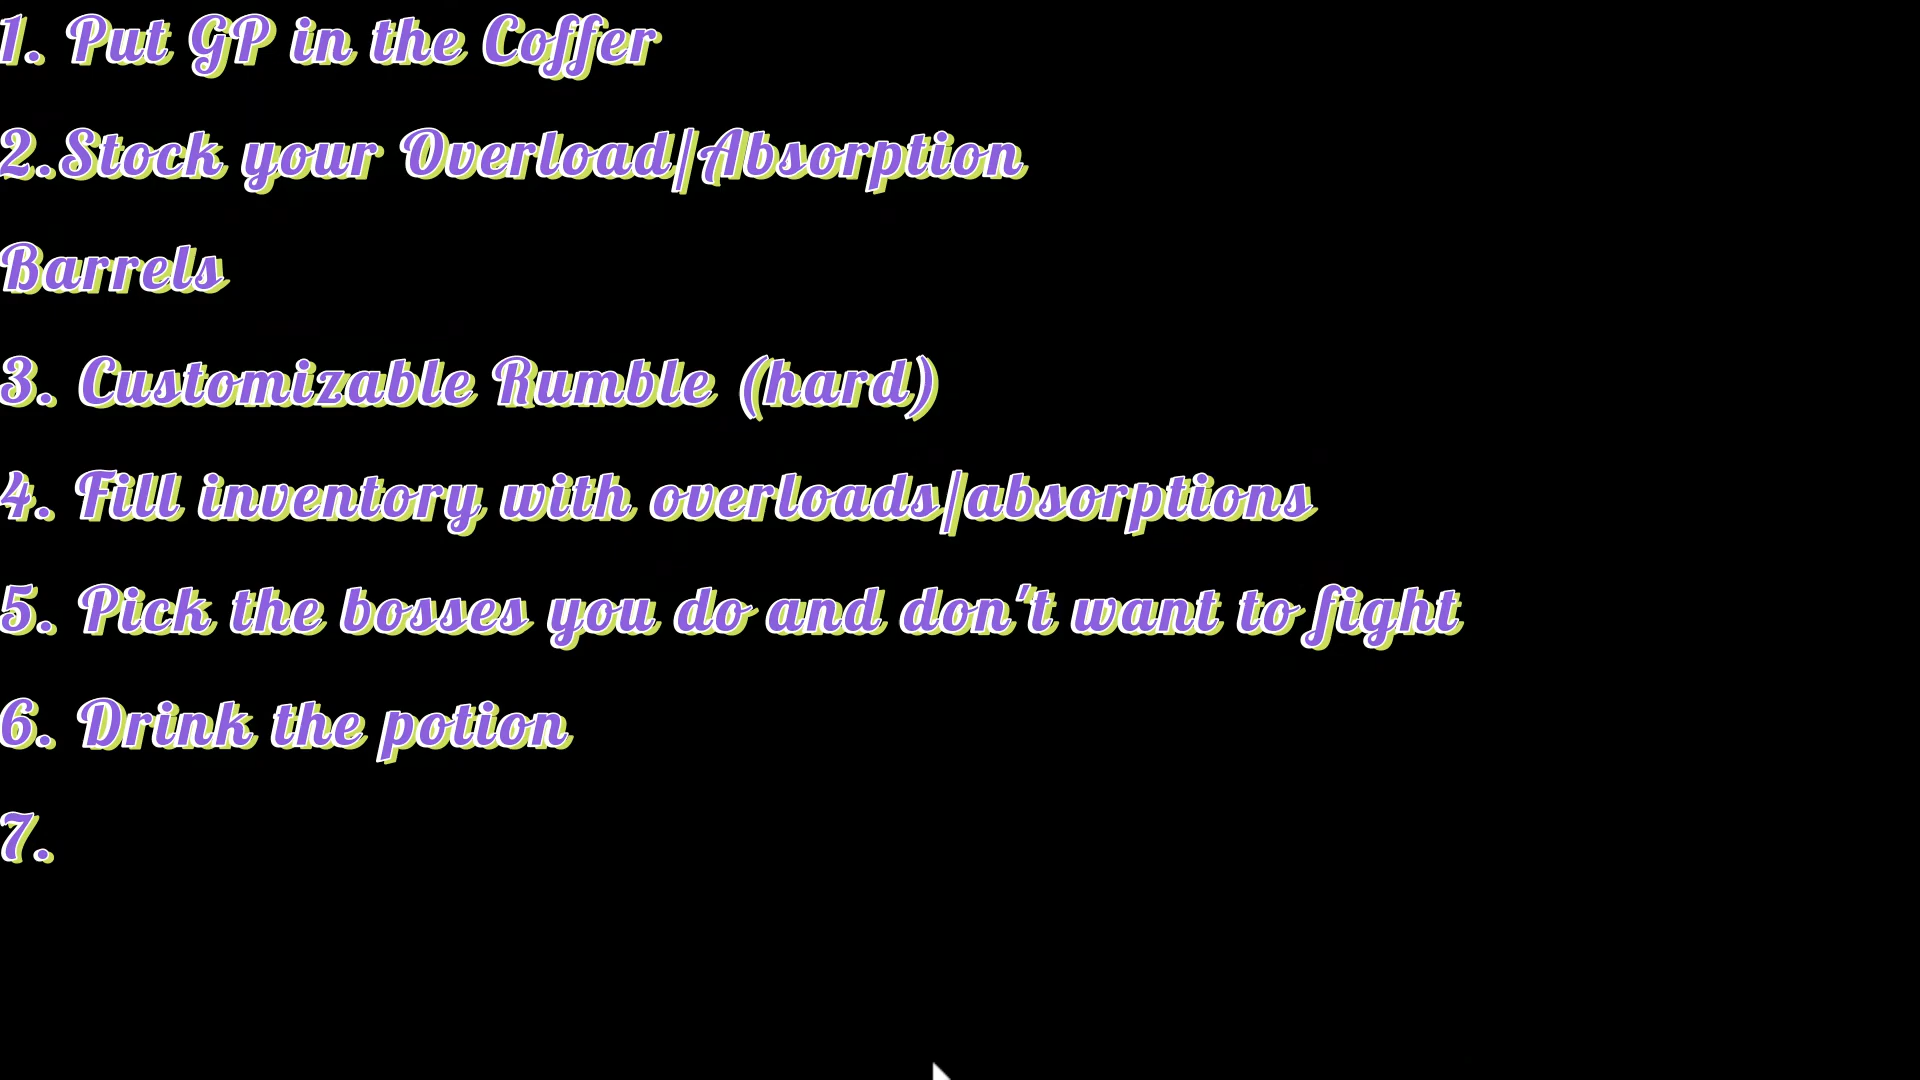 1. Put GP in the Coffer
2.Stock your Overload/Absorption
Barrels
3. Customizable Rumble (hard)
4. Fill inventory with overloads/absorptions
5. Pick the bosses you do and don't want to fight
6. Drink the potion
7.